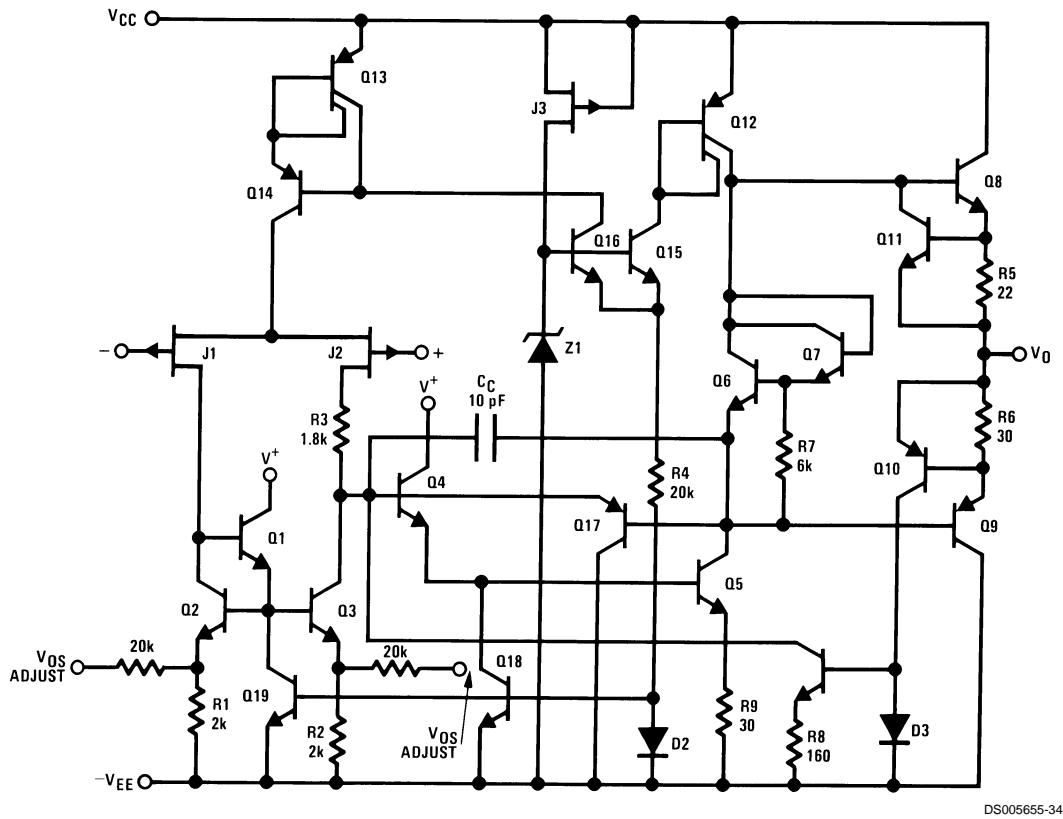 VCC
Q13
J3
Q12
Q14
Q8
Q16
Q15
Q11
R5
22
−
J1
J2
+
Z1
Q7
VO
V+
CC
10 pF
Q6
R3
1.8k
R6
30
V+
Q4
R4
20k
R7
6k
Q10
Q1
Q17
Q9
Q2
Q3
Q5
20k
20k
Q18
VOS
ADJUST
Q19
R1
2k
R2
2k
VOS
ADJUST
R9
30
D2
R8
160
D3
−VEE
DS005655-34